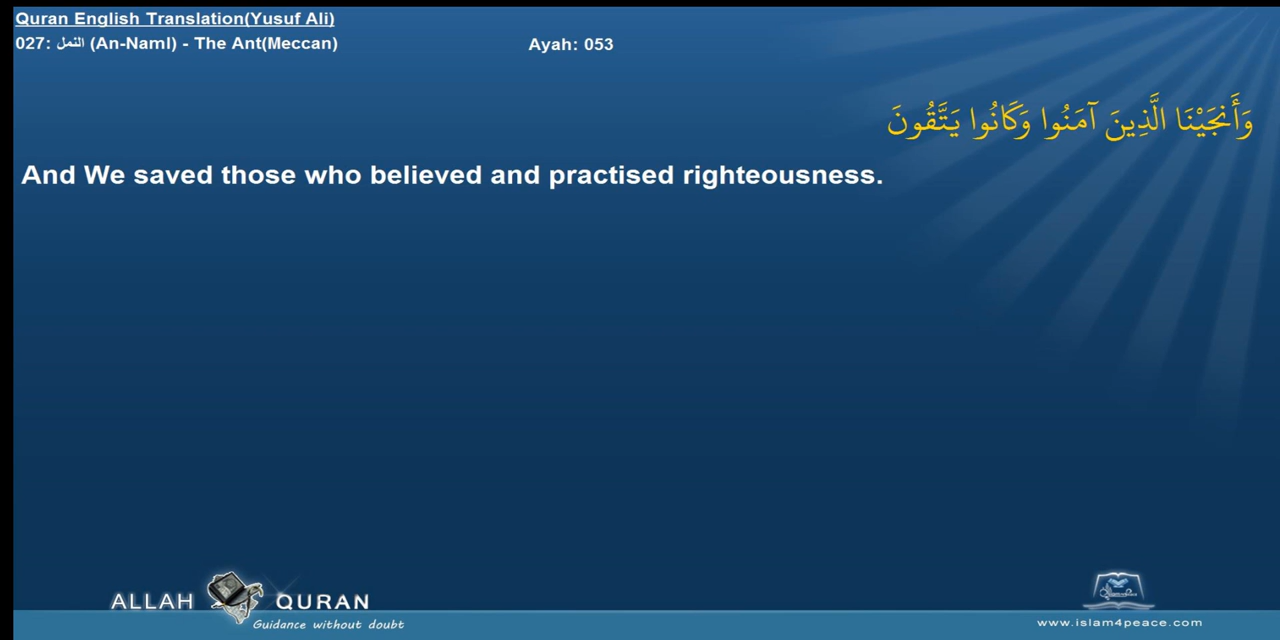 Quran English Translation(Yusuf Ali)
027: النمل (An-Naml) - The Ant(Meccan) Ayah: 053
وَأَنجَيْنَا الَّذِينَ آمَنُوا وَكَانُوا يَتَّقُونَ
And We saved those who believed and practised righteousness.
ALLAH QURAN
Guidance without doubt
www.islam4peace.com